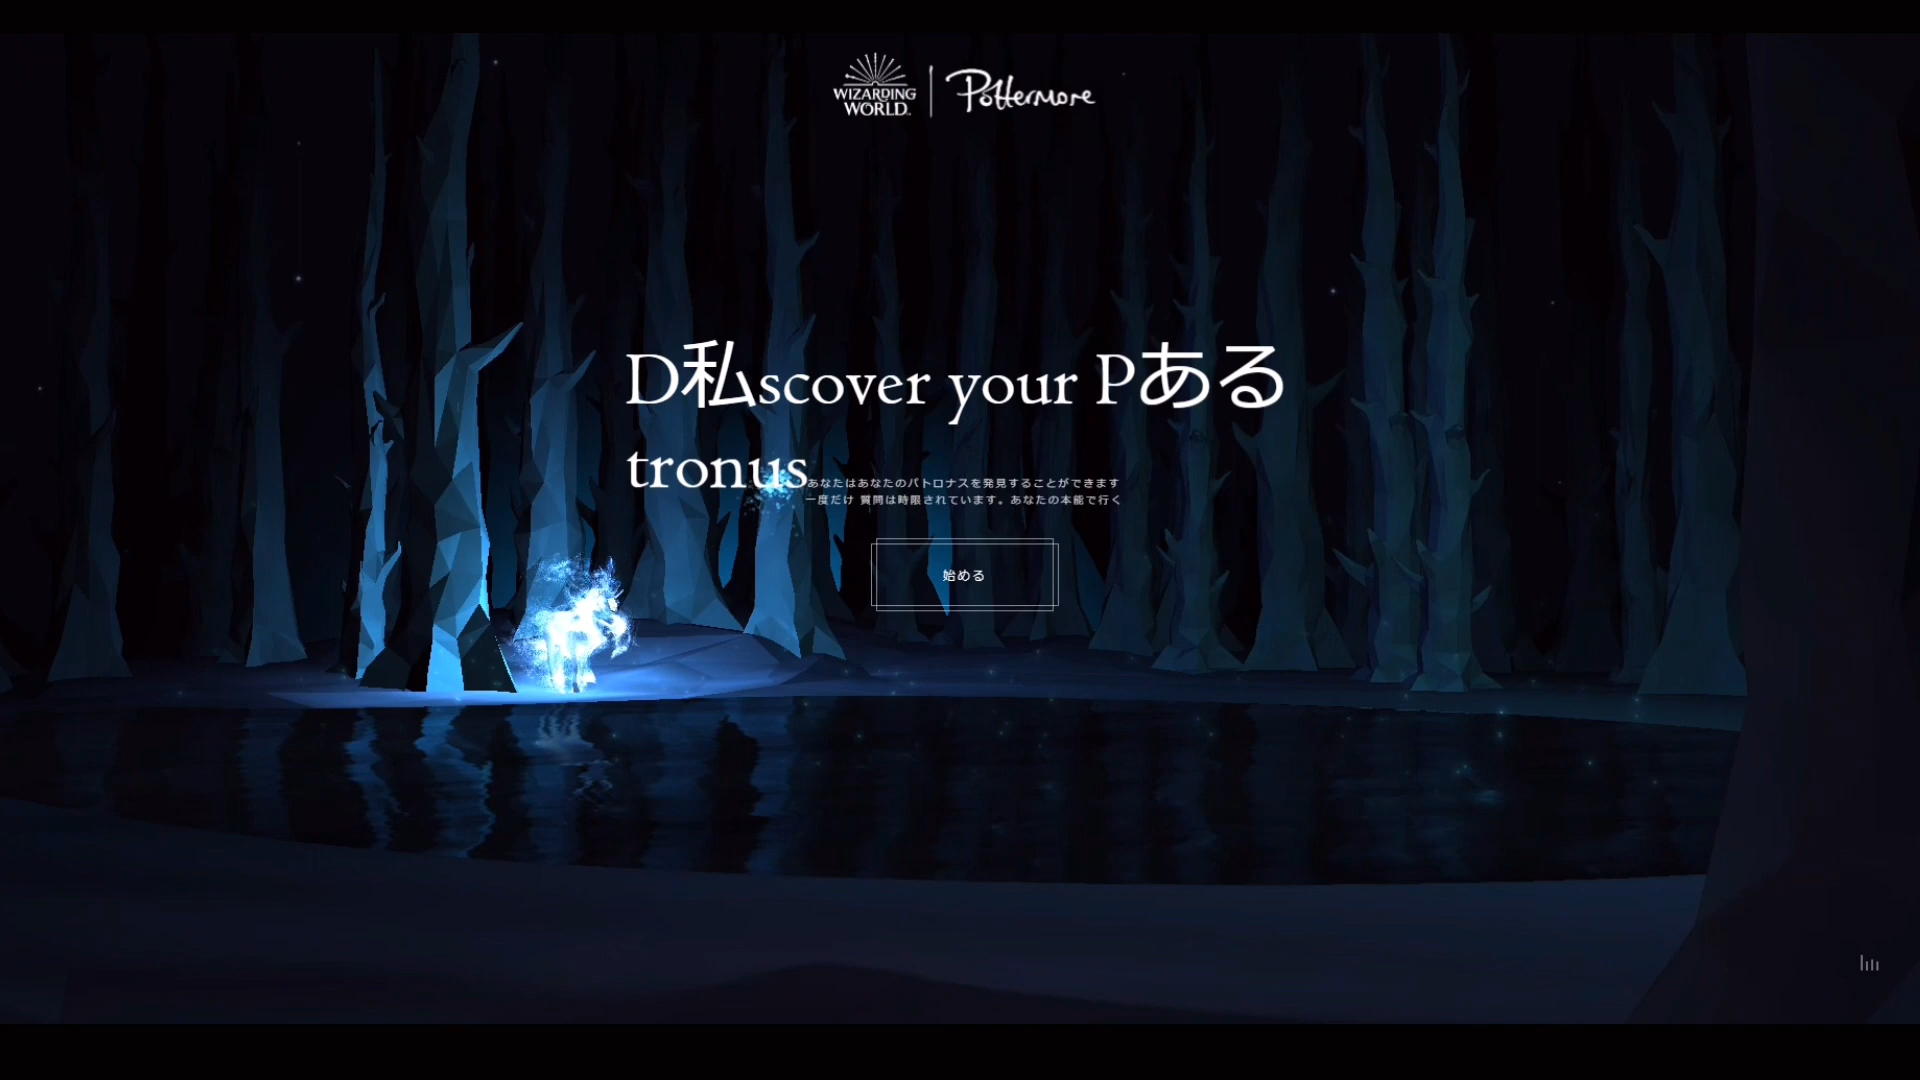 WIZARDING
WORLD
Pottermore
D私scover your Pある
tronus
あなたはあなたのパトロナスを発見することができます
一度だけ 質問は時限されています。あなたの本能で行く
始める